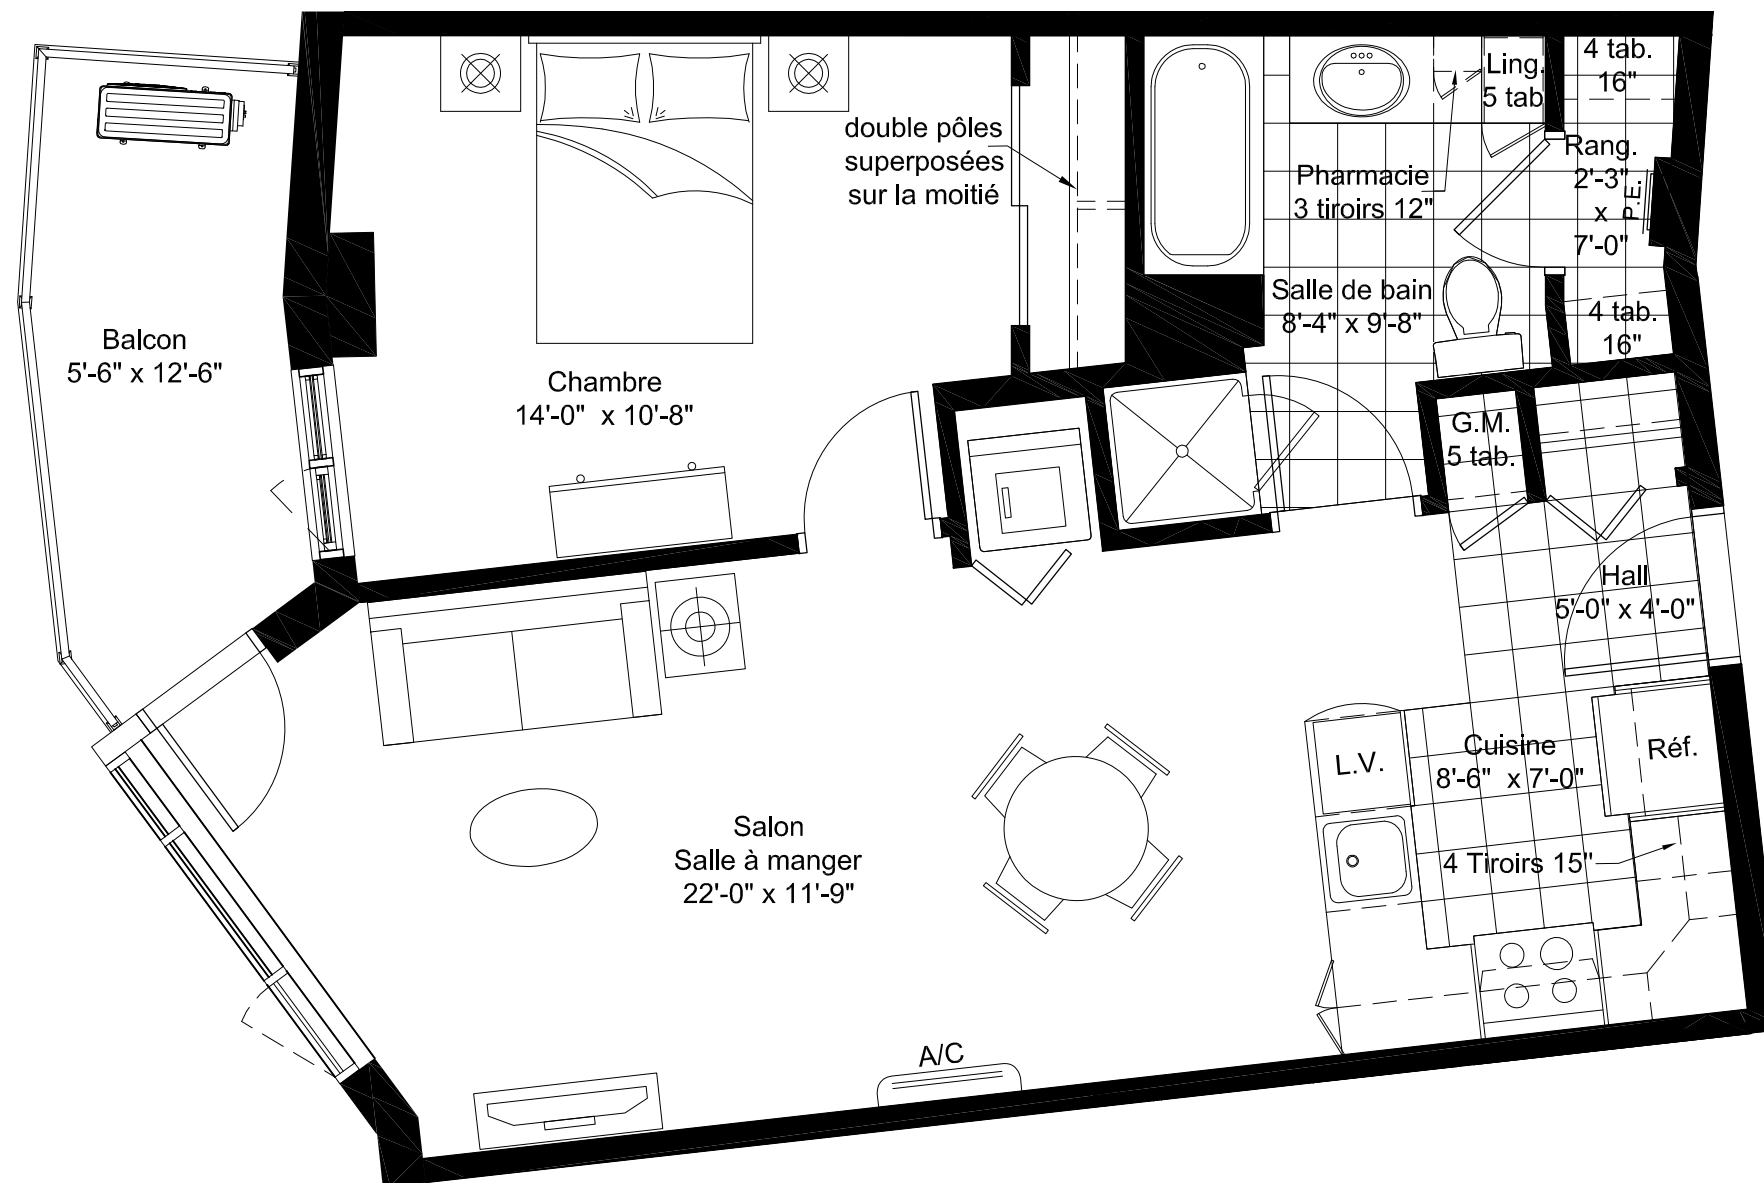 Balcon
5'-6" x 12'-6"
Chambre
14'-0" x 10'-8"
double pôles
superposées
sur la moitié
Pharmacie
3 tiroirs 12"
Ling.
5 tab
4 tab.
16"
Rang.
2'-3"
x
7'-0"
P.E.
4 tab.
16"
Salle de bain
8'-4" x 9'-8"
G.M.
5 tab.
Hall
5'-0" x 4'-0"
Salon
Salle à manger
22'-0" x 11'-9"
L.V.
Cuisine
8'-6" x 7'-0"
Réf.
4 Tiroirs 15"
A/C